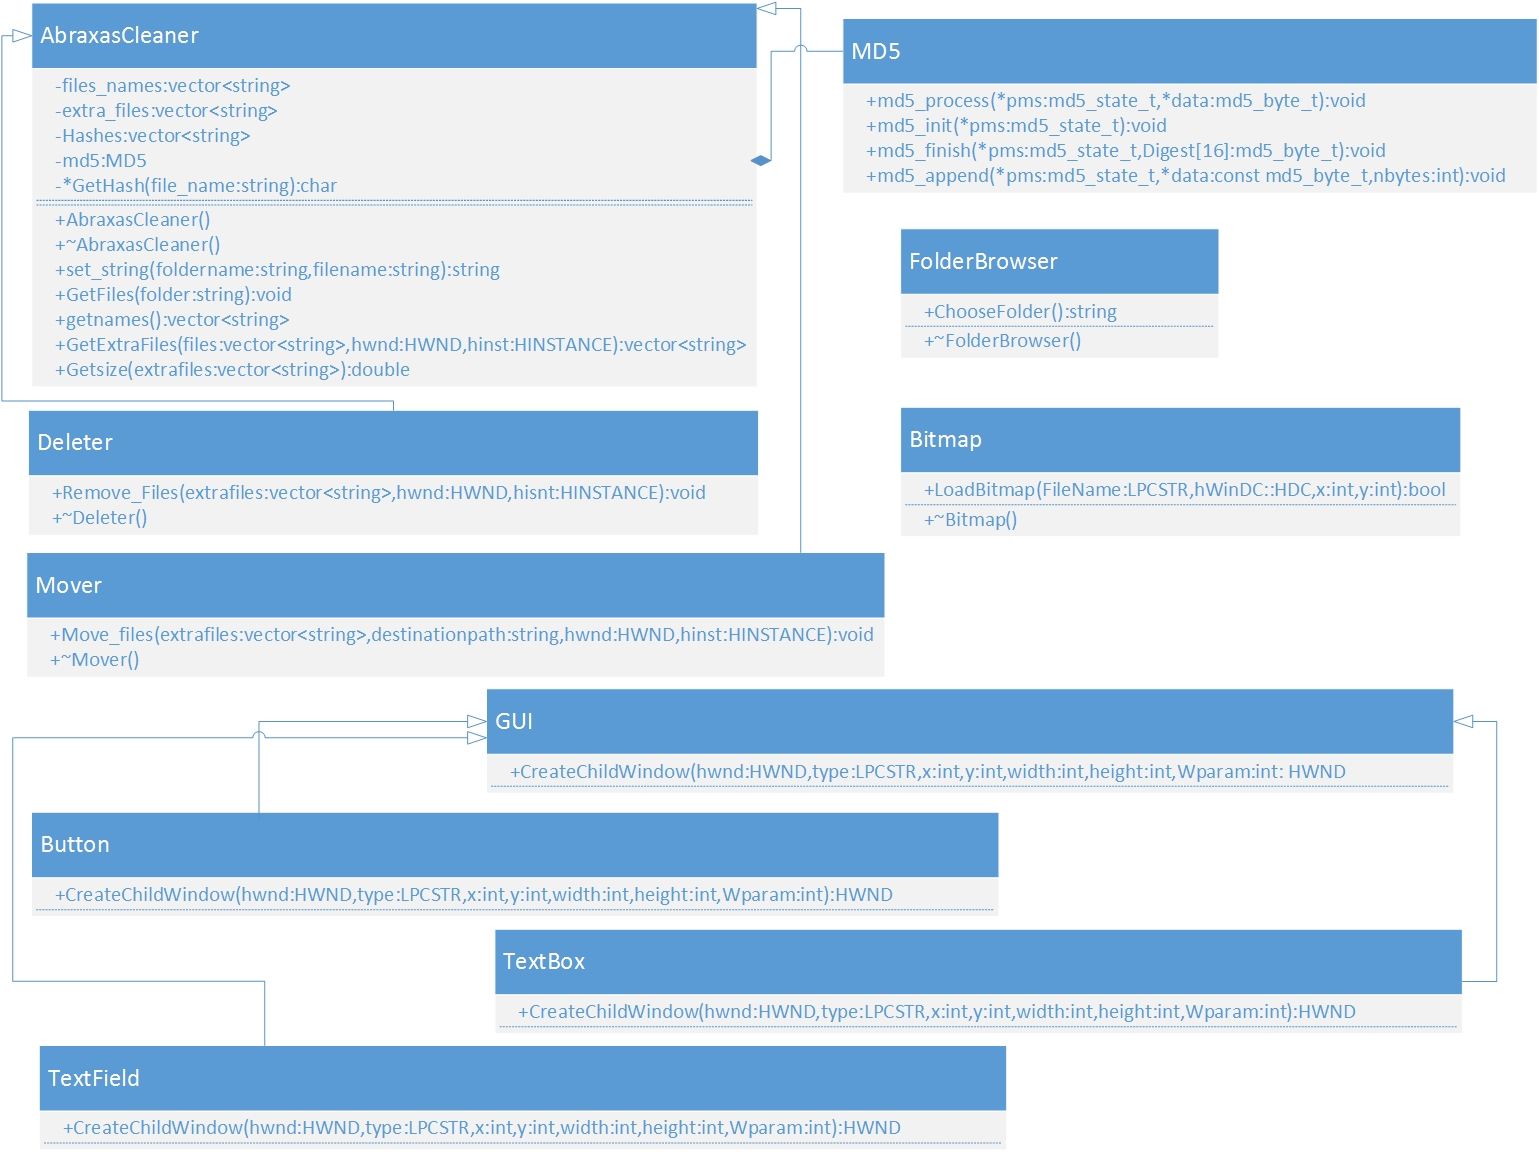 AbraxasCleaner
-files_names:vector<string>
-extra_files:vector<string>
-Hashes:vector<string>
-md5:MD5
-*GetHash(file_name:string):char
+AbraxasCleaner()
+~AbraxasCleaner()
+set_string(foldername:string,filename:string):string
+GetFiles(folder:string):void
+getnames():vector<string>
+GetExtraFiles(files:vector<string>,hwnd:HWND,hinst:HINSTANCE):vector<string>
+Getsize(extrafiles:vector<string>):double
MD5
+md5_process(*pms:md5_state_t,*data:md5_byte_t):void
+md5_init(*pms:md5_state_t):void
+md5_finish(*pms:md5_state_t,Digest[16]:md5_byte_t):void
+md5_append(*pms:md5_state_t,*data:const md5_byte_t,nbytes:int):void
FolderBrowser
+ChooseFolder():string
+~FolderBrowser()
Deleter
+Remove_Files(extrafiles:vector<string>,hwnd:HWND,hisnt:HINSTANCE):void
+~Deleter()
Bitmap
+LoadBitmap(FileName:LPCSTR,hWinDC::HDC,x:int,y:int):bool
+~Bitmap()
Mover
+Move_files(extrafiles:vector<string>,destinationpath:string,hwnd:HWND,hinst:HINSTANCE):void
+~Mover()
GUI
+CreateChildWindow(hwnd:HWND,type:LPCSTR,x:int,y:int,width:int,height:int,Wparam:int: HWND
Button
+CreateChildWindow(hwnd:HWND,type:LPCSTR,x:int,y:int,width:int,height:int,Wparam:int):HWND
TextBox
+CreateChildWindow(hwnd:HWND,type:LPCSTR,x:int,y:int,width:int,height:int,Wparam:int):HWND
TextField
+CreateChildWindow(hwnd:HWND,type:LPCSTR,x:int,y:int,width:int,height:int,Wparam:int):HWND